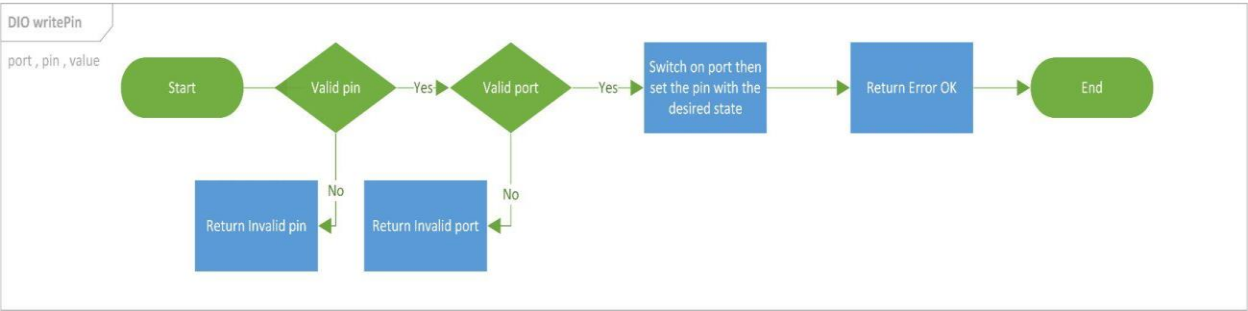 DIO writePin
port , pin , value
Start
Valid pin
Yes
Valid port
Yes
Switch on port then
set the pin with the
desired state
Return Error OK
End
No
No
Return Invalid pin
Return Invalid port